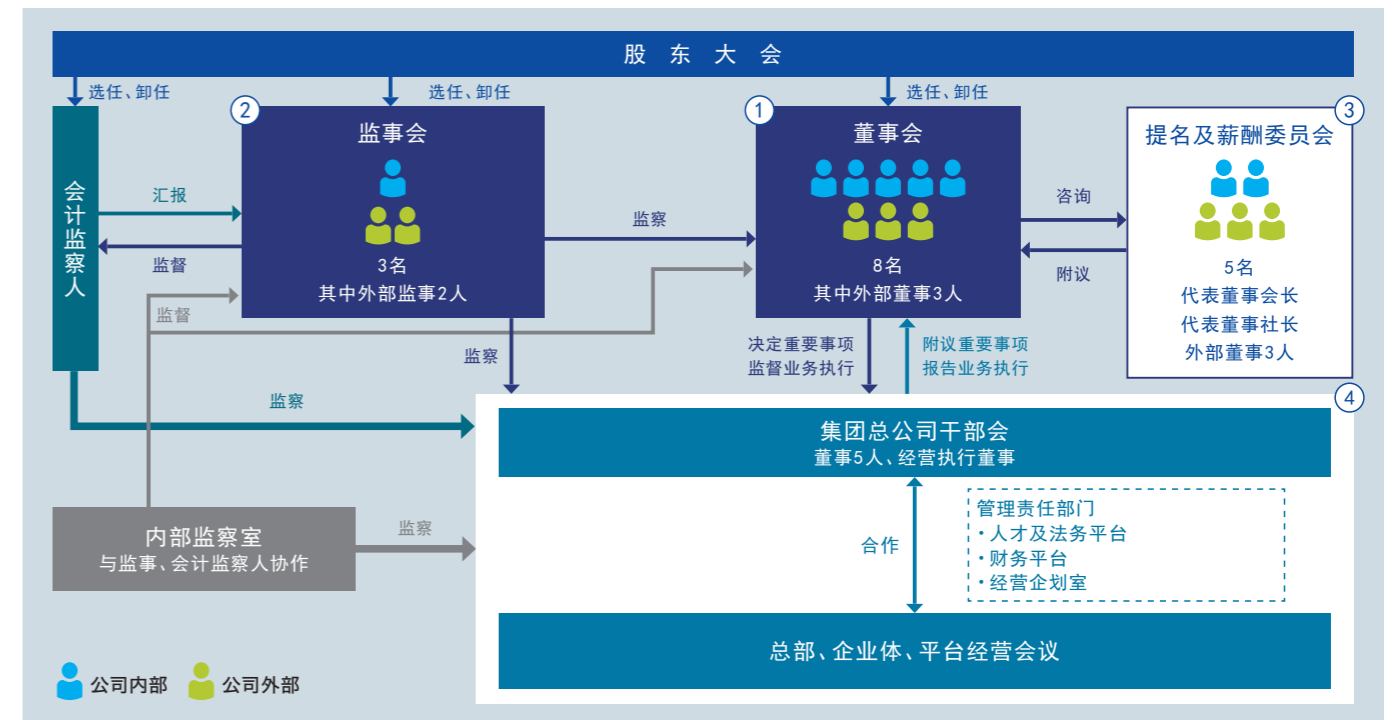 股东大会
选任、卸任
选任、卸任
选任、卸任
会计监察人
汇报
监督
②
监事会
3名
其中外部监事2人
监督
监察
监察
①
董事会
8名
其中外部董事3人
咨询
附议
③
提名及薪酬委员会
5名
代表董事会长
代表董事社长
外部董事3人
决定重要事项
监督业务执行
附议重要事项
报告业务执行
监察
④
集团总公司干部会
董事5人、经营执行董事
合作
管理责任部门
・人才及法务平台
・财务平台
・经营企划室
总部、企业体、平台经营会议
内部监察室
与监事、会计监察人协作
监察
公司内部
公司外部